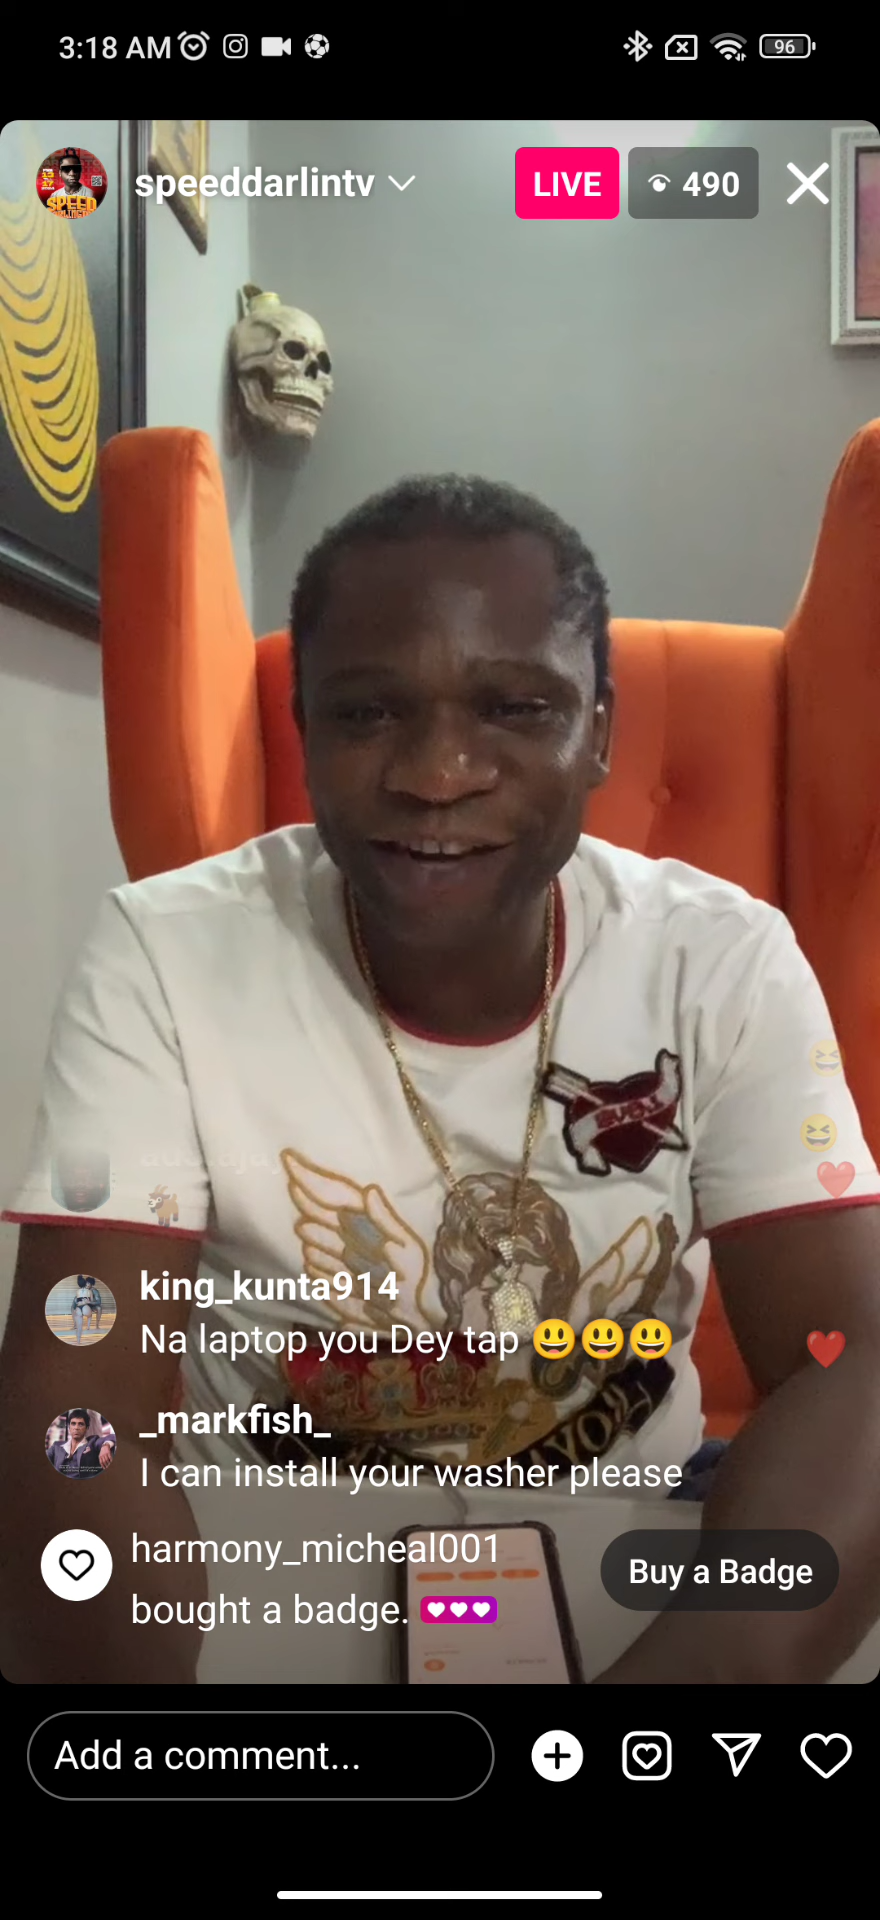 3:18 AM
96
SPEED
speeddarlintv
LIVE
490
king_kunta914
Na laptop you Dey tap 😃😃😃
_markfish_
I can install your washer please
harmony_micheal001
bought a badge.
Buy a Badge
Add a comment...